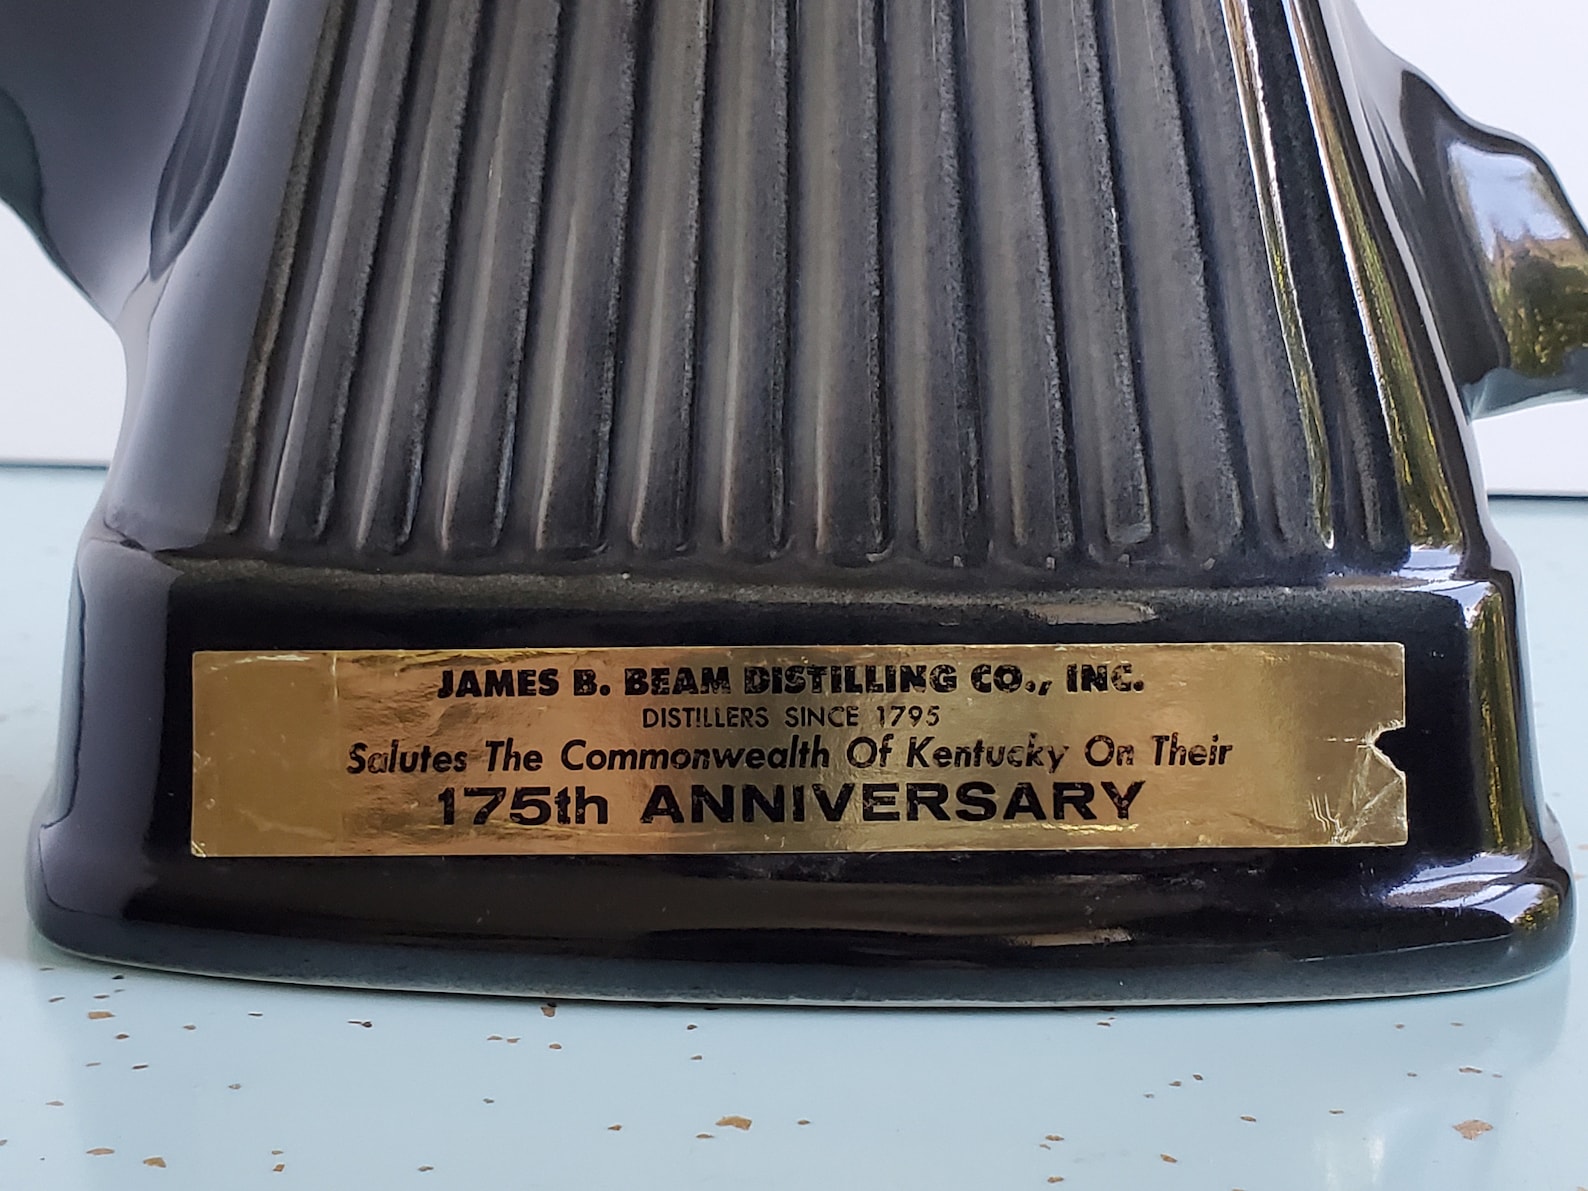 JAMES B. BEAM DISTILLING CO., INC.
DISTILLERS SINCE 1795
Salutes The Commonwealth Of Kentucky On Their
175th ANNIVERSARY